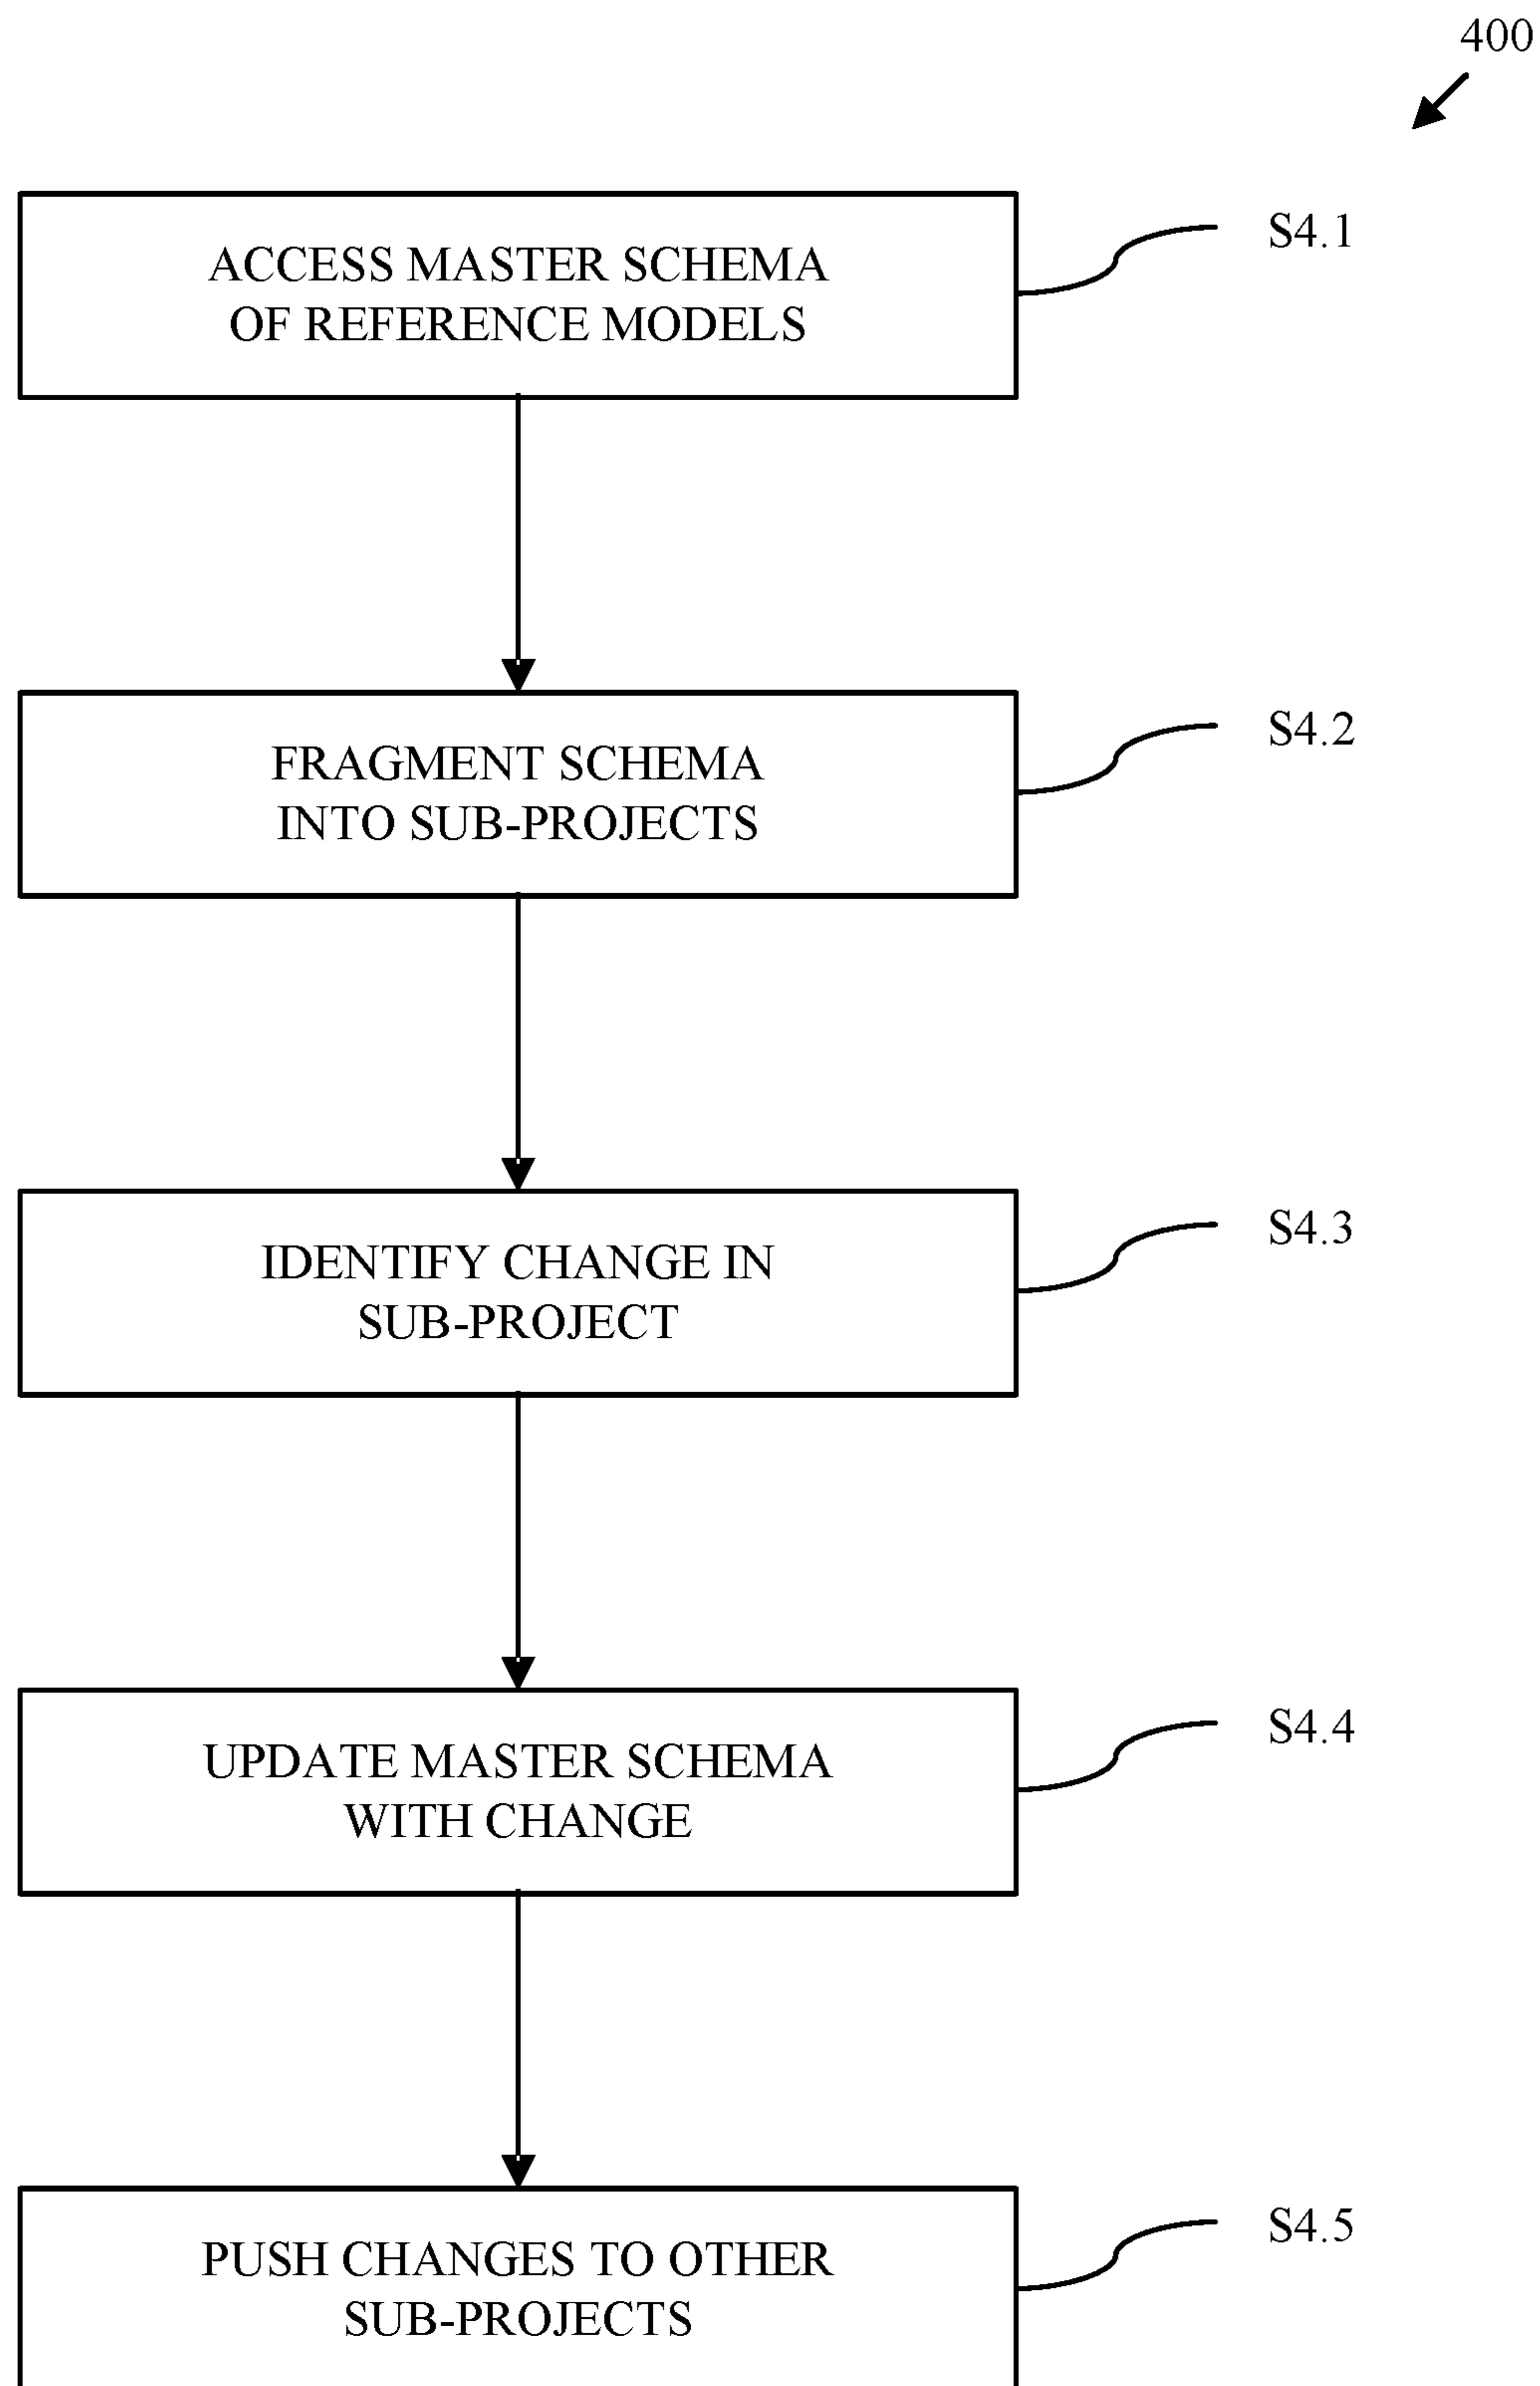 400
ACCESS MASTER SCHEMA
OF REFERENCE MODELS
S4.1
FRAGMENT SCHEMA
INTO SUB-PROJECTS
S4.2
IDENTIFY CHANGE IN
SUB-PROJECT
S4.3
UPDATE MASTER SCHEMA
WITH CHANGE
S4.4
PUSH CHANGES TO OTHER
SUB-PROJECTS
S4.5